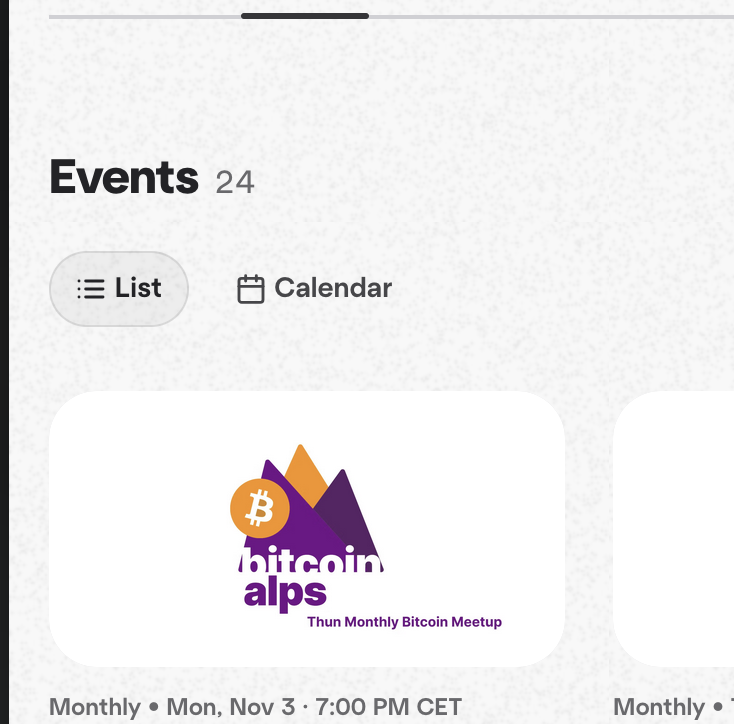 Events 24
List Calendar
bitcoin
alps
Thun Monthly Bitcoin Meetup
Monthly • Mon, Nov 3 · 7:00 PM CET Monthly •